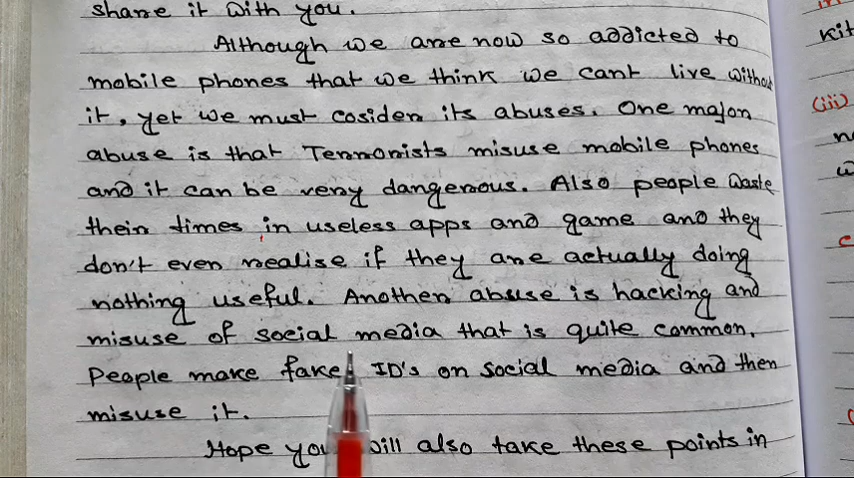 share it with you.
Although we are now so addicted to
mobile phones that we think we cant live without
it, yet we must cosider its abuses. One major
abuse is that Terrorists misuse mobile phones
and it can be very dangerous. Also people waste
their times in useless apps and game and they
don't even realise if they are actually doing
nothing useful. Another abuse is hacking and
misuse of social media that is quite common.
People make fake ID's on social media and then
misuse it.
Hope you will also take these points in
(iii)